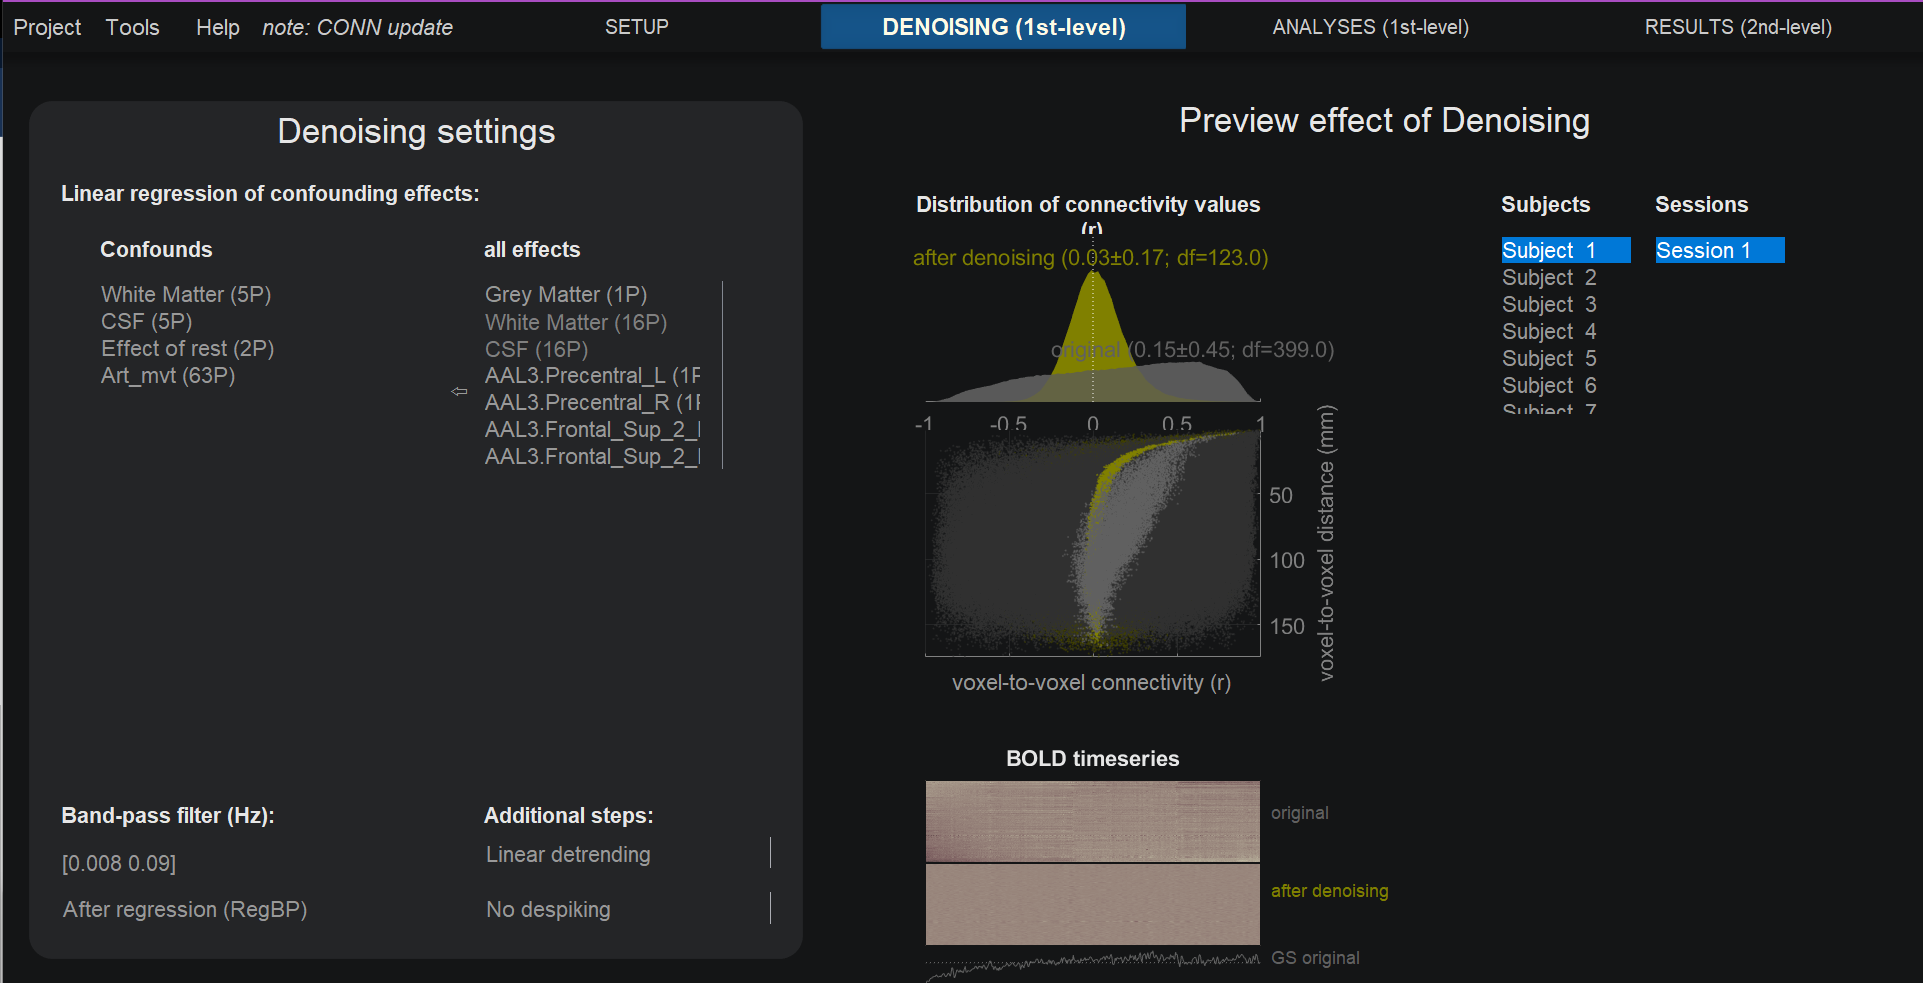 Project Tools Help note: CONN update SETUP DENOISING (1st-level) ANALYSES (1st-level) RESULTS (2nd-level)
Denoising settings
Linear regression of confounding effects:
Confounds
White Matter (5P)
CSF (5P)
Effect of rest (2P)
Art_mvt (63P)
all effects
Grey Matter (1P)
White Matter (16P)
CSF (16P)
AAL3.Precentral_L (1P
AAL3.Precentral_R (1P
AAL3.Frontal_Sup_2_
AAL3.Frontal_Sup_2_
Band-pass filter (Hz):
[0.008 0.09]
After regression (RegBP)
Additional steps:
Linear detrending
No despiking
Preview effect of Denoising
Distribution of connectivity values
(r)
after denoising (0.03±0.17; df=123.0)
original (0.15±0.45; df=399.0)
-1 -0.5 0 0.5 1
50
100
150
voxel-to-voxel distance (mm)
voxel-to-voxel connectivity (r)
Subjects
Subject 1
Subject 2
Subject 3
Subject 4
Subject 5
Subject 6
Subject 7
Sessions
Session 1
BOLD timeseries
original
after denoising
GS original